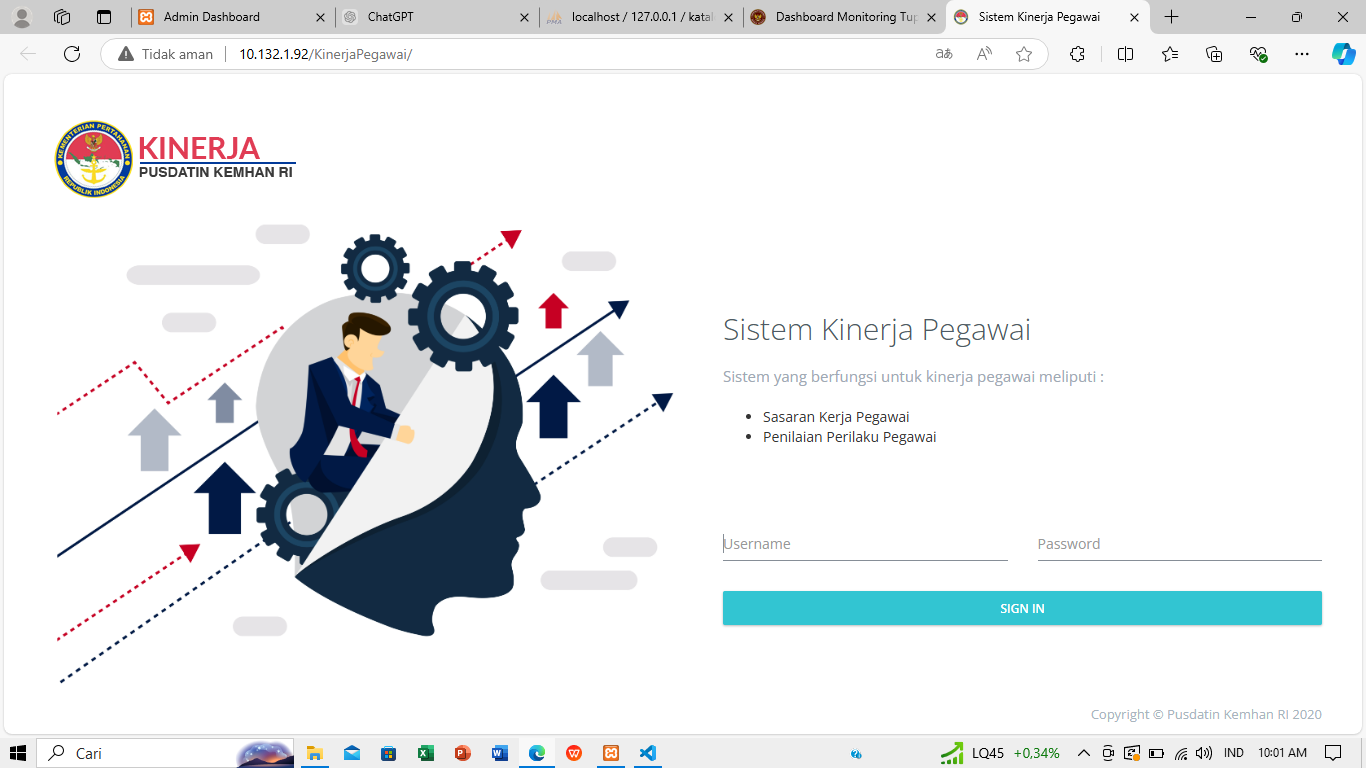 Admin Dashboard
ChatGPT
localhost / 127.0.0.1 / katal
Dashboard Monitoring Tup
Sistem Kinerja Pegawai
Tidak aman
10.132.1.92/KinerjaPegawai/
KEMENTERIAN PERTAHANAN
REPUBLIK INDONESIA
KINERJA
PUSDATIN KEMHAN RI
Sistem Kinerja Pegawai
Sistem yang berfungsi untuk kinerja pegawai meliputi :
Sasaran Kerja Pegawai
Penilaian Perilaku Pegawai
Username
Password
SIGN IN
Copyright © Pusdatin Kemhan RI 2020
Cari
LQ45 +0,34%
IND
10:01 AM